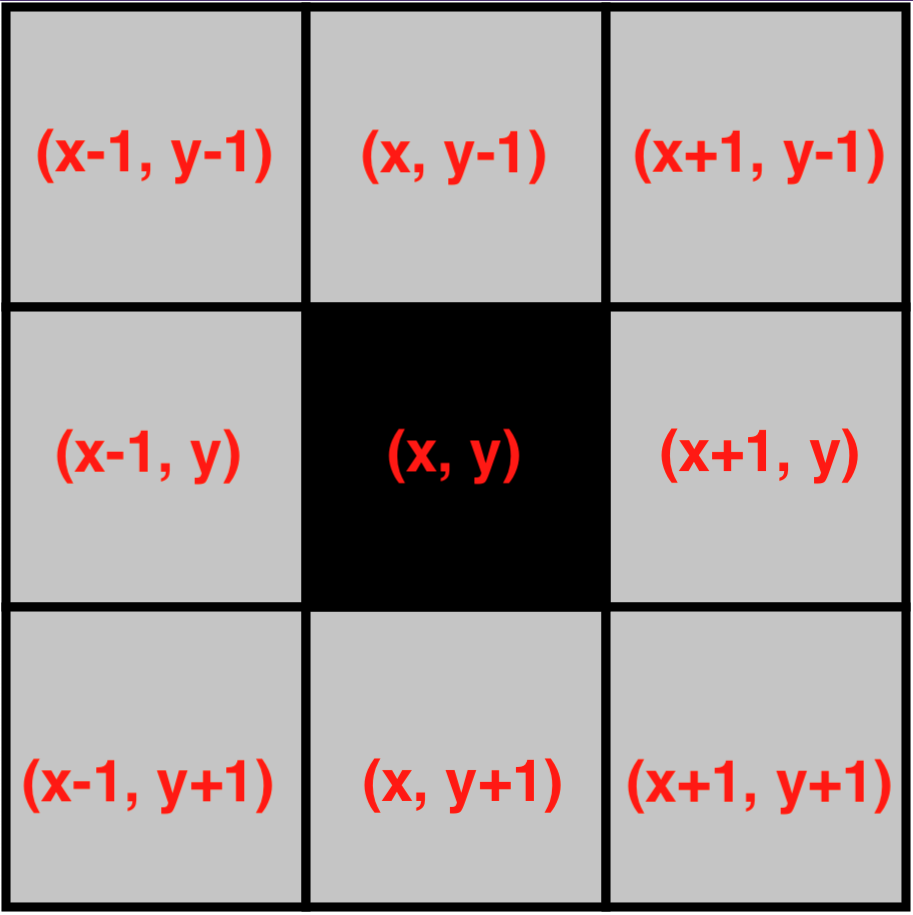 (x-1, y-1) (x, y-1) (x+1, y-1)
(x-1, y) (x, y) (x+1, y)
(x-1, y+1) (x, y+1) (x+1, y+1)